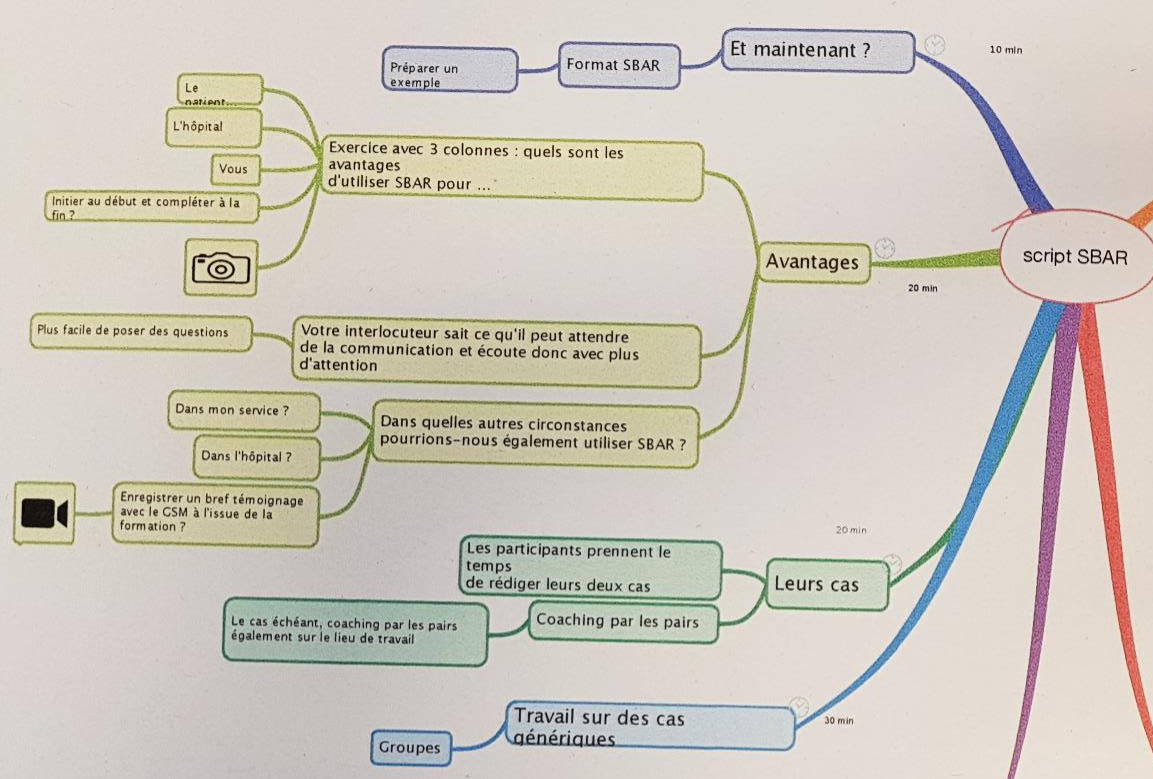 Et maintenant ?
10 min
Format SBAR
Préparer un
exemple
script SBAR
Avantages
20 min
Exercice avec 3 colonnes : quels sont les
avantages
d'utiliser SBAR pour ...
Le
patient...
L'hôpital
Vous
Initier au début et compléter à la
fin ?
Votre interlocuteur sait ce qu'il peut attendre
de la communication et écoute donc avec plus
d'attention
Plus facile de poser des questions
Dans quelles autres circonstances
pourrions-nous également utiliser SBAR ?
Dans mon service ?
Dans l'hôpital ?
Enregistrer un bref témoignage
avec le GSM à l'issue de la
formation ?
20 min
Leurs cas
Les participants prennent le
temps
de rédiger leurs deux cas
Coaching par les pairs
Le cas échéant, coaching par les pairs
également sur le lieu de travail
Travail sur des cas
génériques
30 min
Groupes